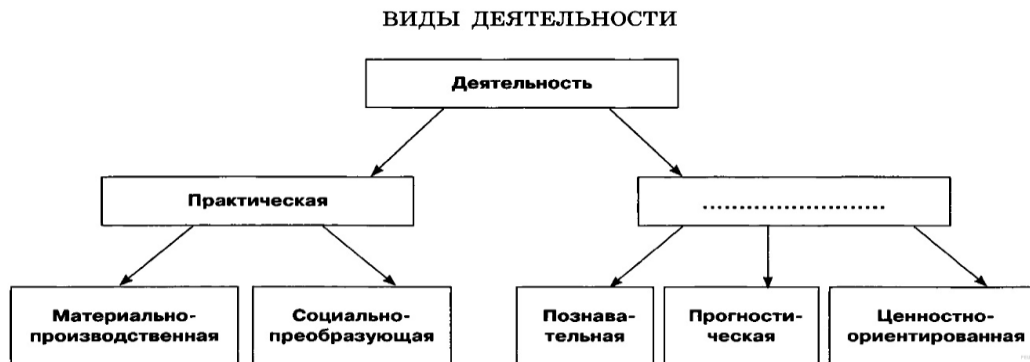 ВИДЫ ДЕЯТЕЛЬНОСТИ
Деятельность
Практическая
............................
Материально-
производственная
Социально-
преобразующая
Познава-
тельная
Прогности-
ческая
Ценностно-
ориентированная